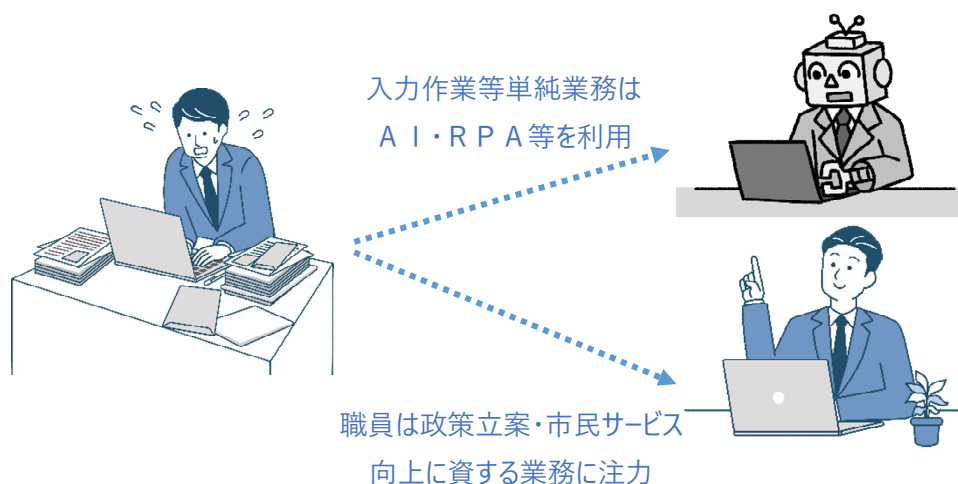 入力作業等単純業務は
ＡＩ・ＲＰＡ等を利用
職員は政策立案・市民サービス
向上に資する業務に注力